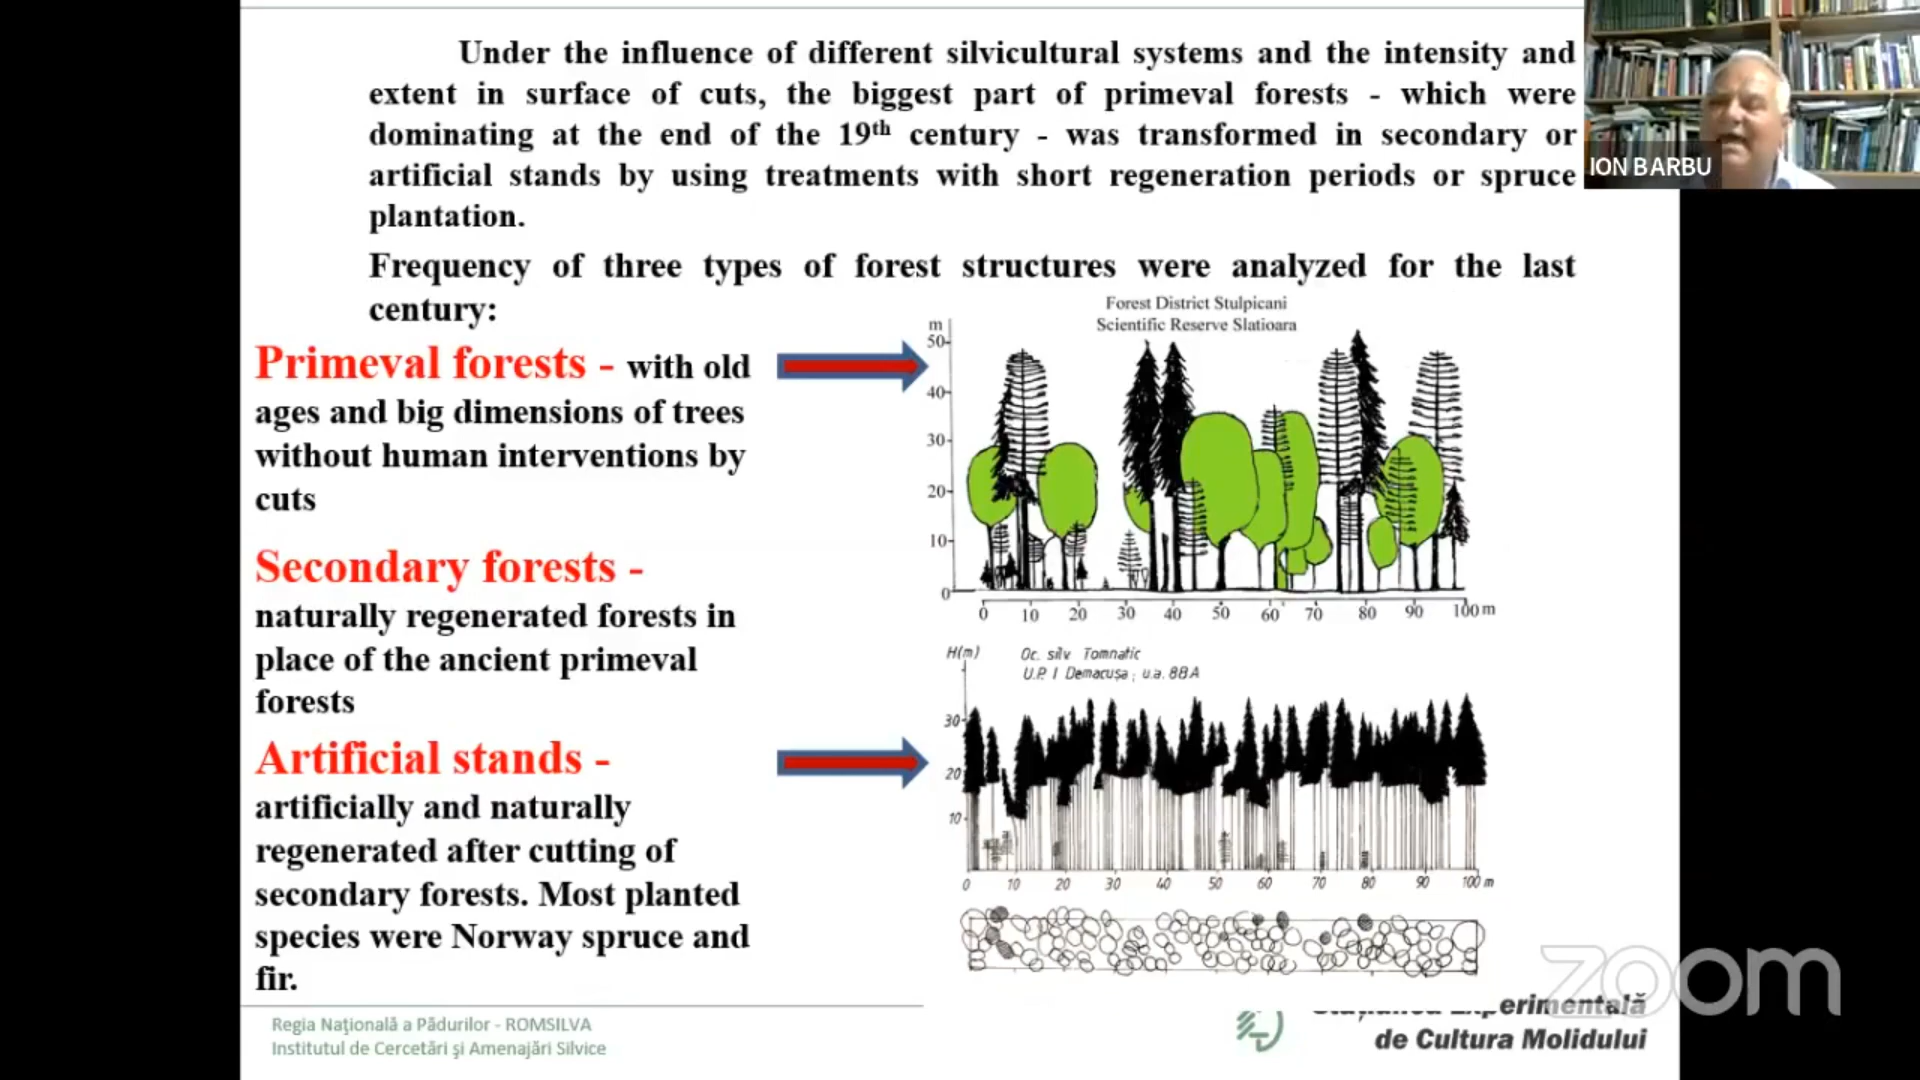 Under the influence of different silvicultural systems and the intensity and
extent in surface of cuts, the biggest part of primeval forests - which were
dominating at the end of the 19th century - was transformed in secondary or
artificial stands by using treatments with short regeneration periods or spruce
plantation.
ION BARBU
Frequency of three types of forest structures were analyzed for the last
century:
Primeval forests - with old
ages and big dimensions of trees
without human interventions by
cuts
Secondary forests -
naturally regenerated forests in
place of the ancient primeval
forests
Artificial stands -
artificially and naturally
regenerated after cutting of
secondary forests. Most planted
species were Norway spruce and
fir.
Forest District Stulpicani
Scientific Reserve Slatioara
m
50
40
30
20
10
0
0 10 20 30 40 50 60 70 80 90 100 m
H(m)
Oc. silv Tomnatic
U.P. I Demacușa; u.a. 88A
30
20
10
0 10 20 30 40 50 60 70 80 90 100 m
Regia Naţională a Pădurilor - ROMSILVA
Institutul de Cercetări şi Amenajări Silvice
de Cultura Molidului
zoom